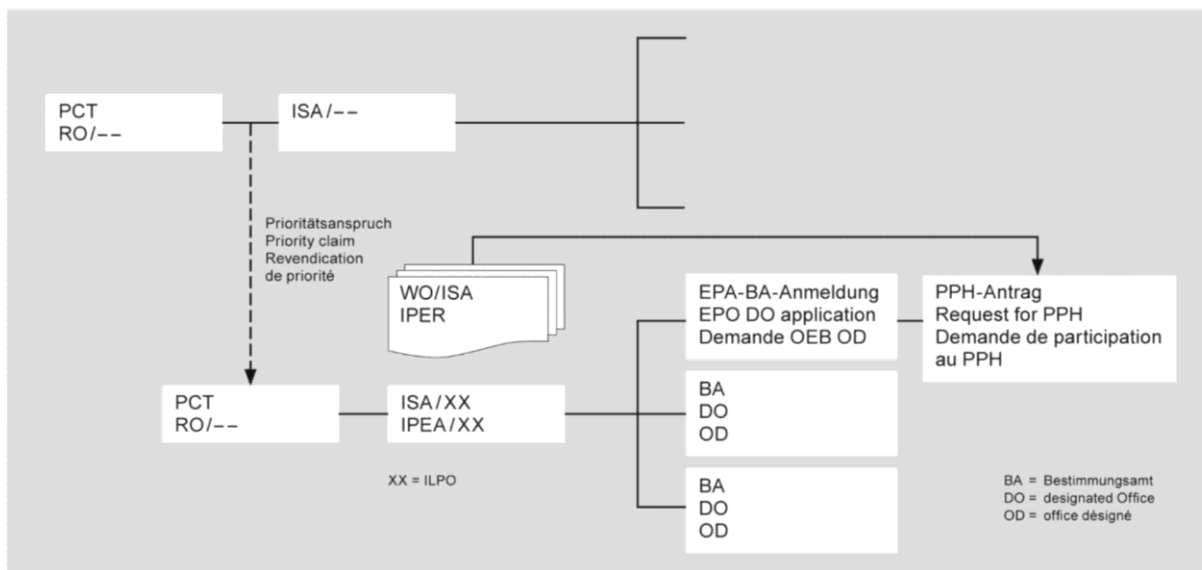 PCT
RO/––
ISA/––
Prioritätsanspruch
Priority claim
Revendication
de priorité
WO/ISA
IPER
EPA-BA-Anmeldung
EPO DO application
Demande OEB OD
PPH-Antrag
Request for PPH
Demande de participation
au PPH
PCT
RO/––
ISA/XX
IPEA/XX
BA
DO
OD
XX = ILPO
BA
DO
OD
BA = Bestimmungsamt
DO = designated Office
OD = office désigné